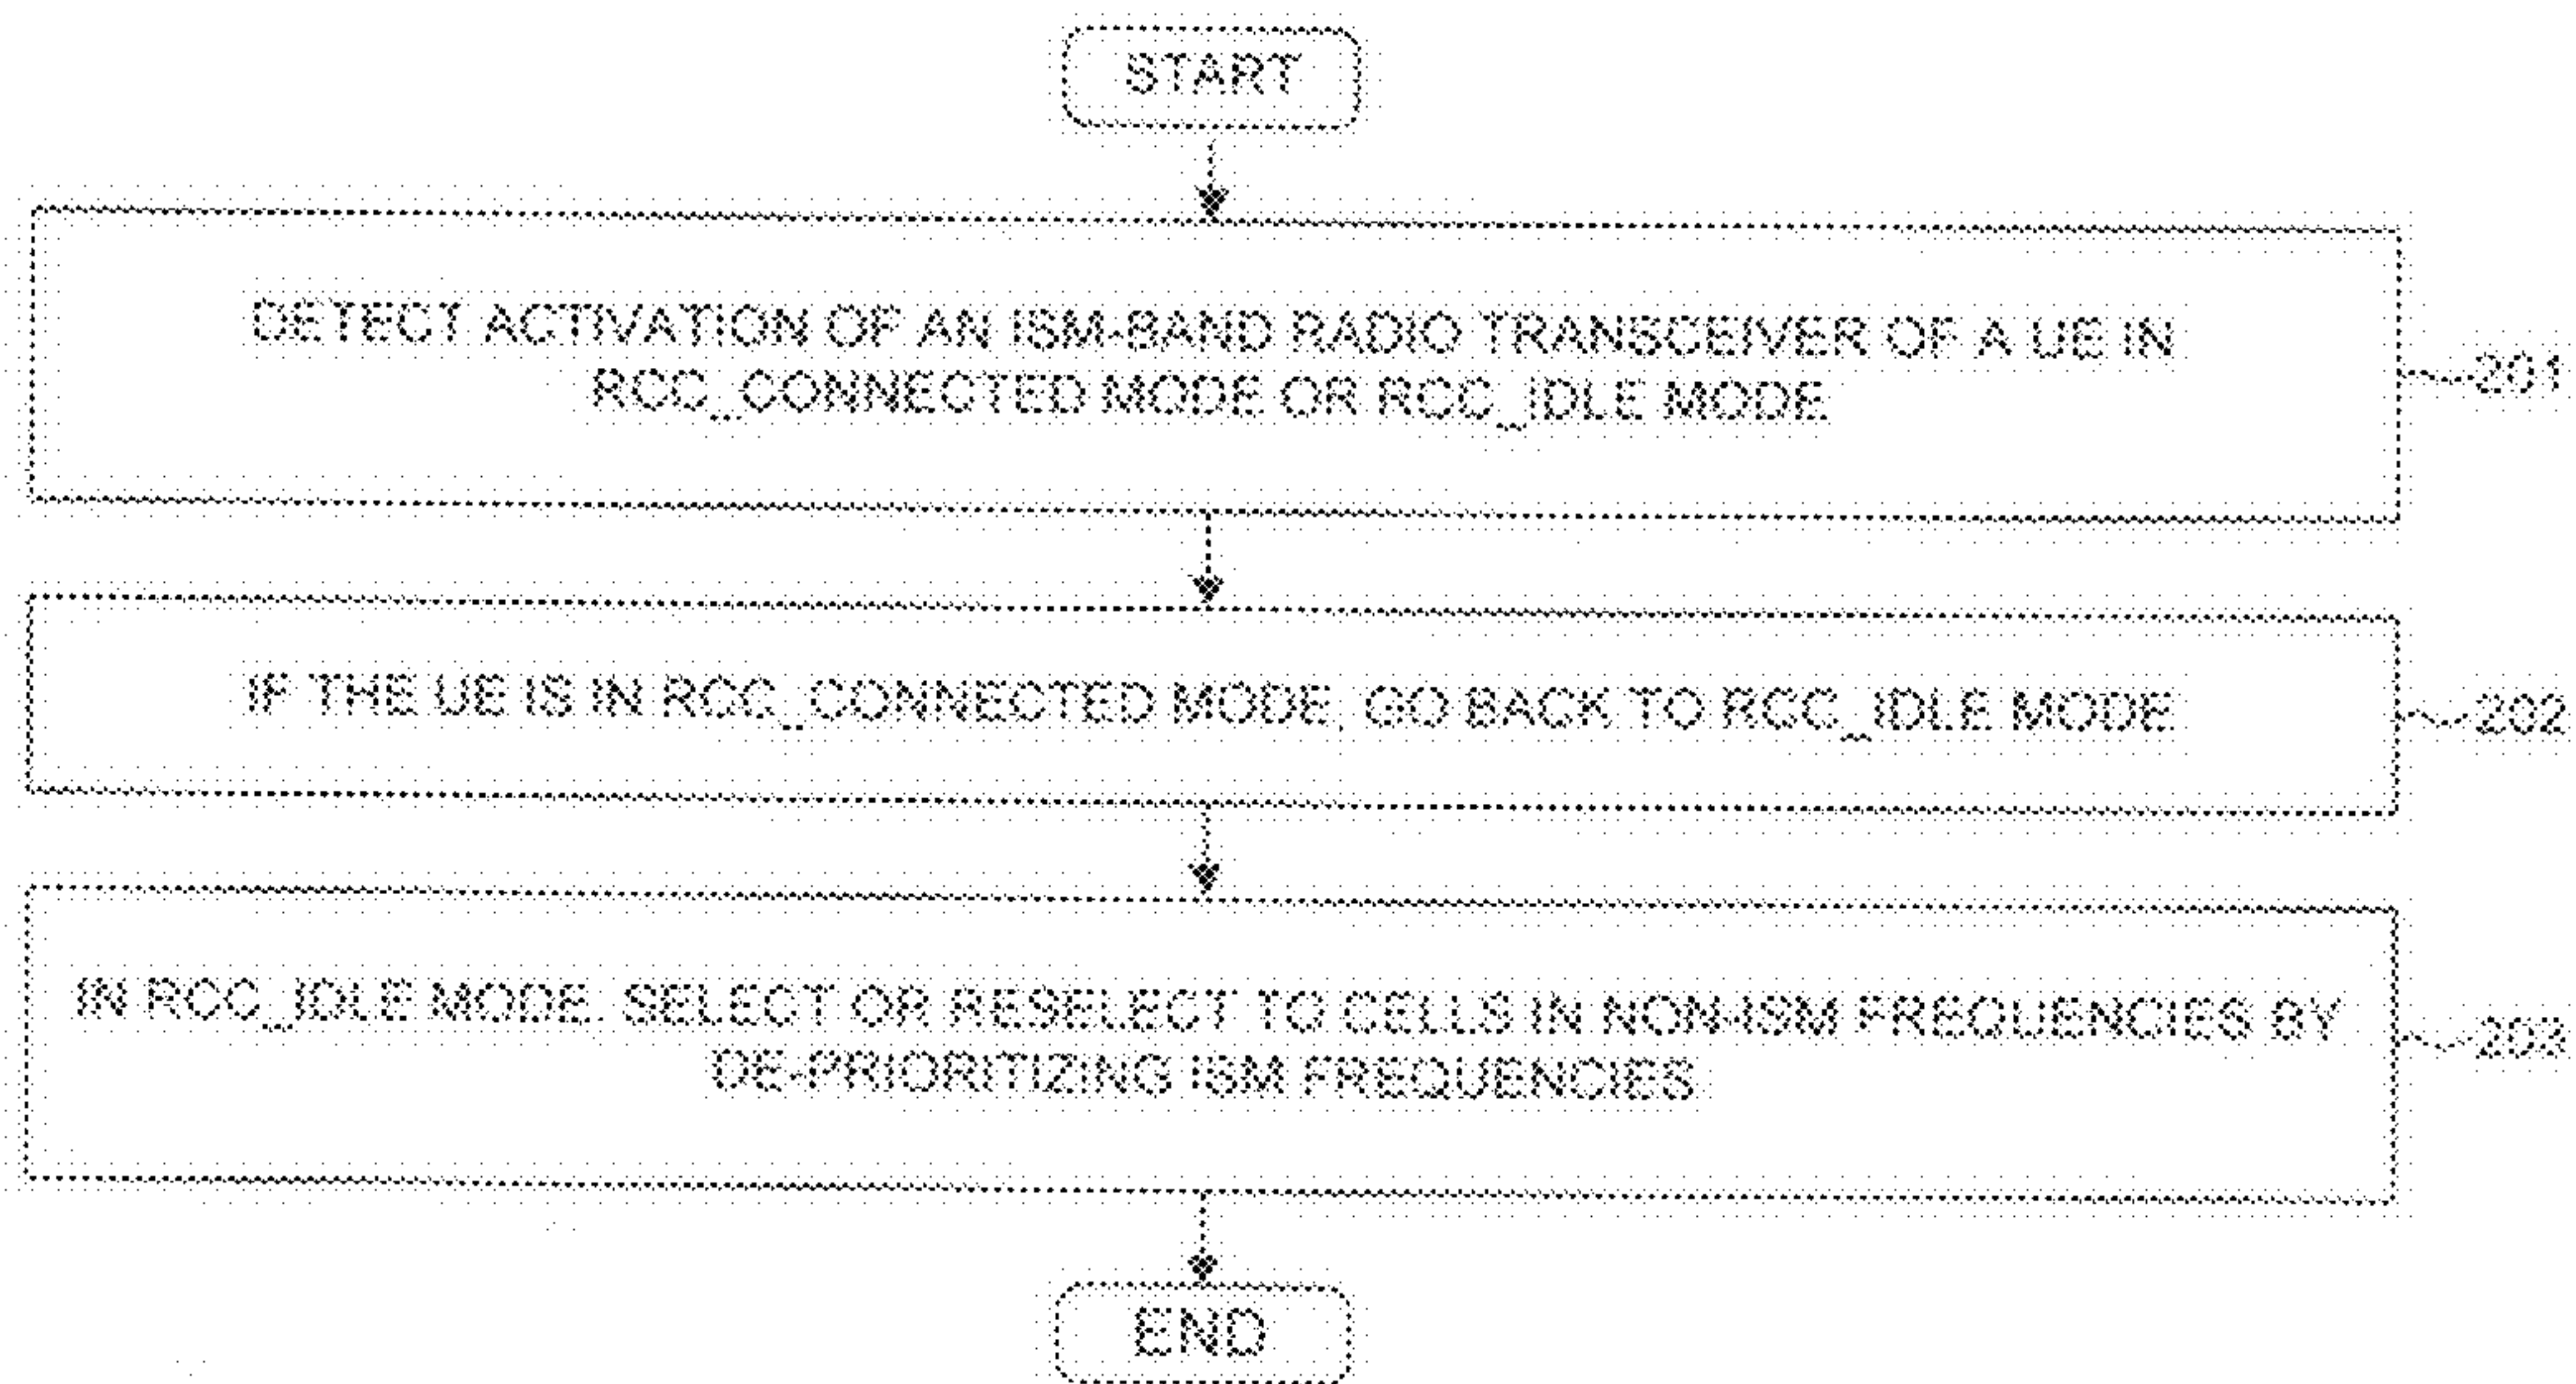 START
DETECT ACTIVATION OF AN ISM-BAND RADIO TRANSCEIVER OF A UE IN
RCC_CONNECTED MODE OR RCC_IDLE MODE
201
IF THE UE IS IN RCC_CONNECTED MODE, GO BACK TO RCC_IDLE MODE
202
IN RCC_IDLE MODE, SELECT OR RESELECT TO CELLS IN NON-ISM FREQUENCIES BY
DE-PRIORITIZING ISM FREQUENCIES
203
END